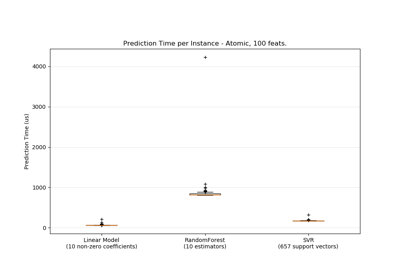 Prediction Time per Instance - Atomic, 100 feats.
4000
3000
2000
1000
0
Prediction Time (us)
Linear Model
(10 non-zero coefficients)
RandomForest
(10 estimators)
SVR
(657 support vectors)